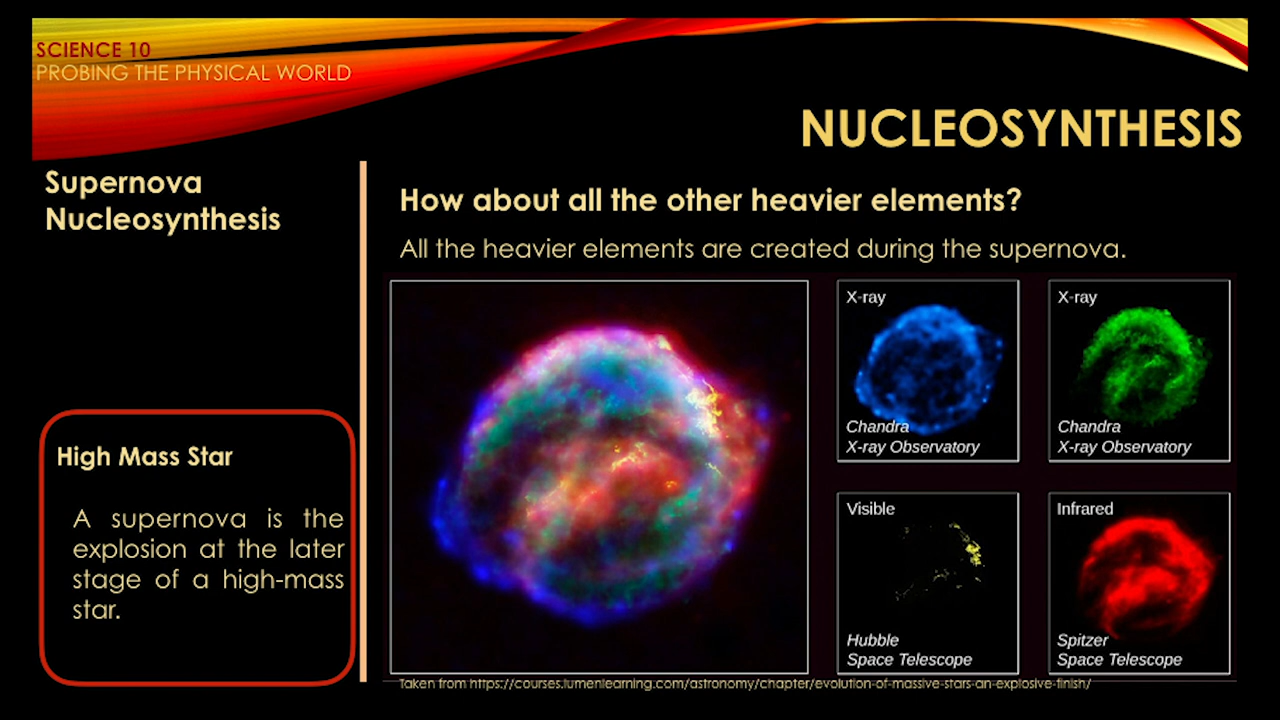 SCIENCE 10
PROBING THE PHYSICAL WORLD
NUCLEOSYNTHESIS
Supernova
Nucleosynthesis
High Mass Star
A supernova is the
explosion at the later
stage of a high-mass
star.
How about all the other heavier elements?
All the heavier elements are created during the supernova.
X-ray
Chandra
X-ray Observatory
X-ray
Chandra
X-ray Observatory
Visible
Hubble
Space Telescope
Infrared
Spitzer
Space Telescope
Taken from https://courses.lumenlearning.com/astronomy/chapter/evolution-of-massive-stars-an-explosive-finish/